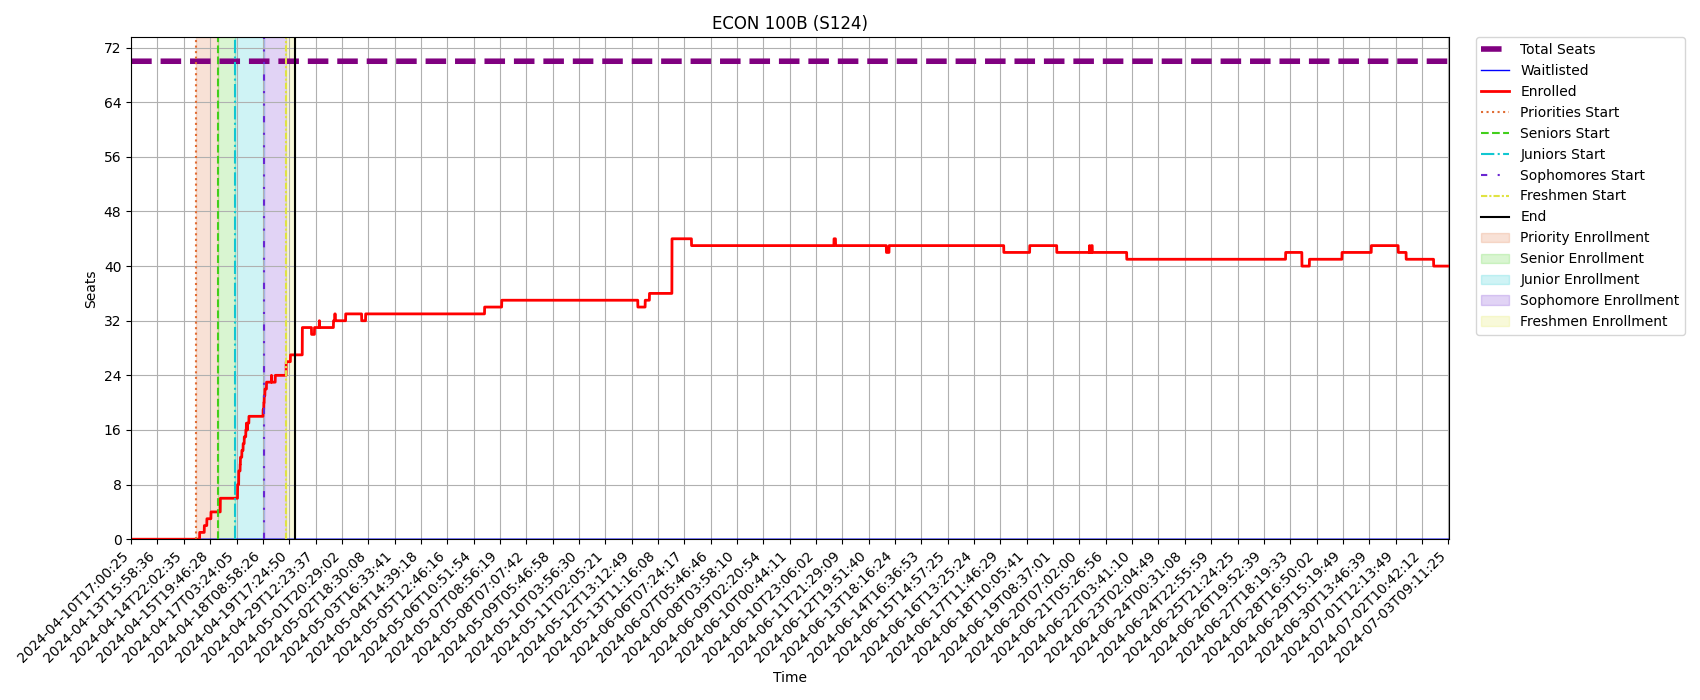 ECON 100B (S124)
72
64
56
48
40
32
24
16
8
0
Seats
2024-04-10T17:00:25
2024-04-13T15:58:36
2024-04-14T22:02:35
2024-04-15T19:46:28
2024-04-17T03:24:05
2024-04-18T08:58:26
2024-04-19T17:24:50
2024-04-29T12:23:37
2024-05-01T20:29:02
2024-05-02T18:30:08
2024-05-03T16:33:41
2024-05-04T14:39:18
2024-05-05T12:46:16
2024-05-06T10:51:54
2024-05-07T08:56:19
2024-05-08T07:07:42
2024-05-09T05:46:58
2024-05-10T03:56:30
2024-05-11T02:05:21
2024-05-12T13:12:49
2024-05-13T11:16:08
2024-06-06T07:24:17
2024-06-07T05:46:46
2024-06-08T03:58:10
2024-06-09T02:20:54
2024-06-10T00:44:11
2024-06-10T23:06:02
2024-06-11T21:29:09
2024-06-12T19:51:40
2024-06-13T18:16:24
2024-06-14T16:36:53
2024-06-15T14:57:25
2024-06-16T13:25:24
2024-06-17T11:46:29
2024-06-18T10:05:41
2024-06-19T08:37:01
2024-06-20T07:02:00
2024-06-21T05:26:56
2024-06-22T03:41:10
2024-06-23T02:04:49
2024-06-24T00:31:08
2024-06-24T22:55:59
2024-06-25T21:24:25
2024-06-26T19:52:39
2024-06-27T18:19:33
2024-06-28T16:50:02
2024-06-29T15:19:49
2024-06-30T13:46:39
2024-07-01T12:13:49
2024-07-02T10:42:12
2024-07-03T09:11:25
Time
Total Seats
Waitlisted
Enrolled
Priorities Start
Seniors Start
Juniors Start
Sophomores Start
Freshmen Start
End
Priority Enrollment
Senior Enrollment
Junior Enrollment
Sophomore Enrollment
Freshmen Enrollment